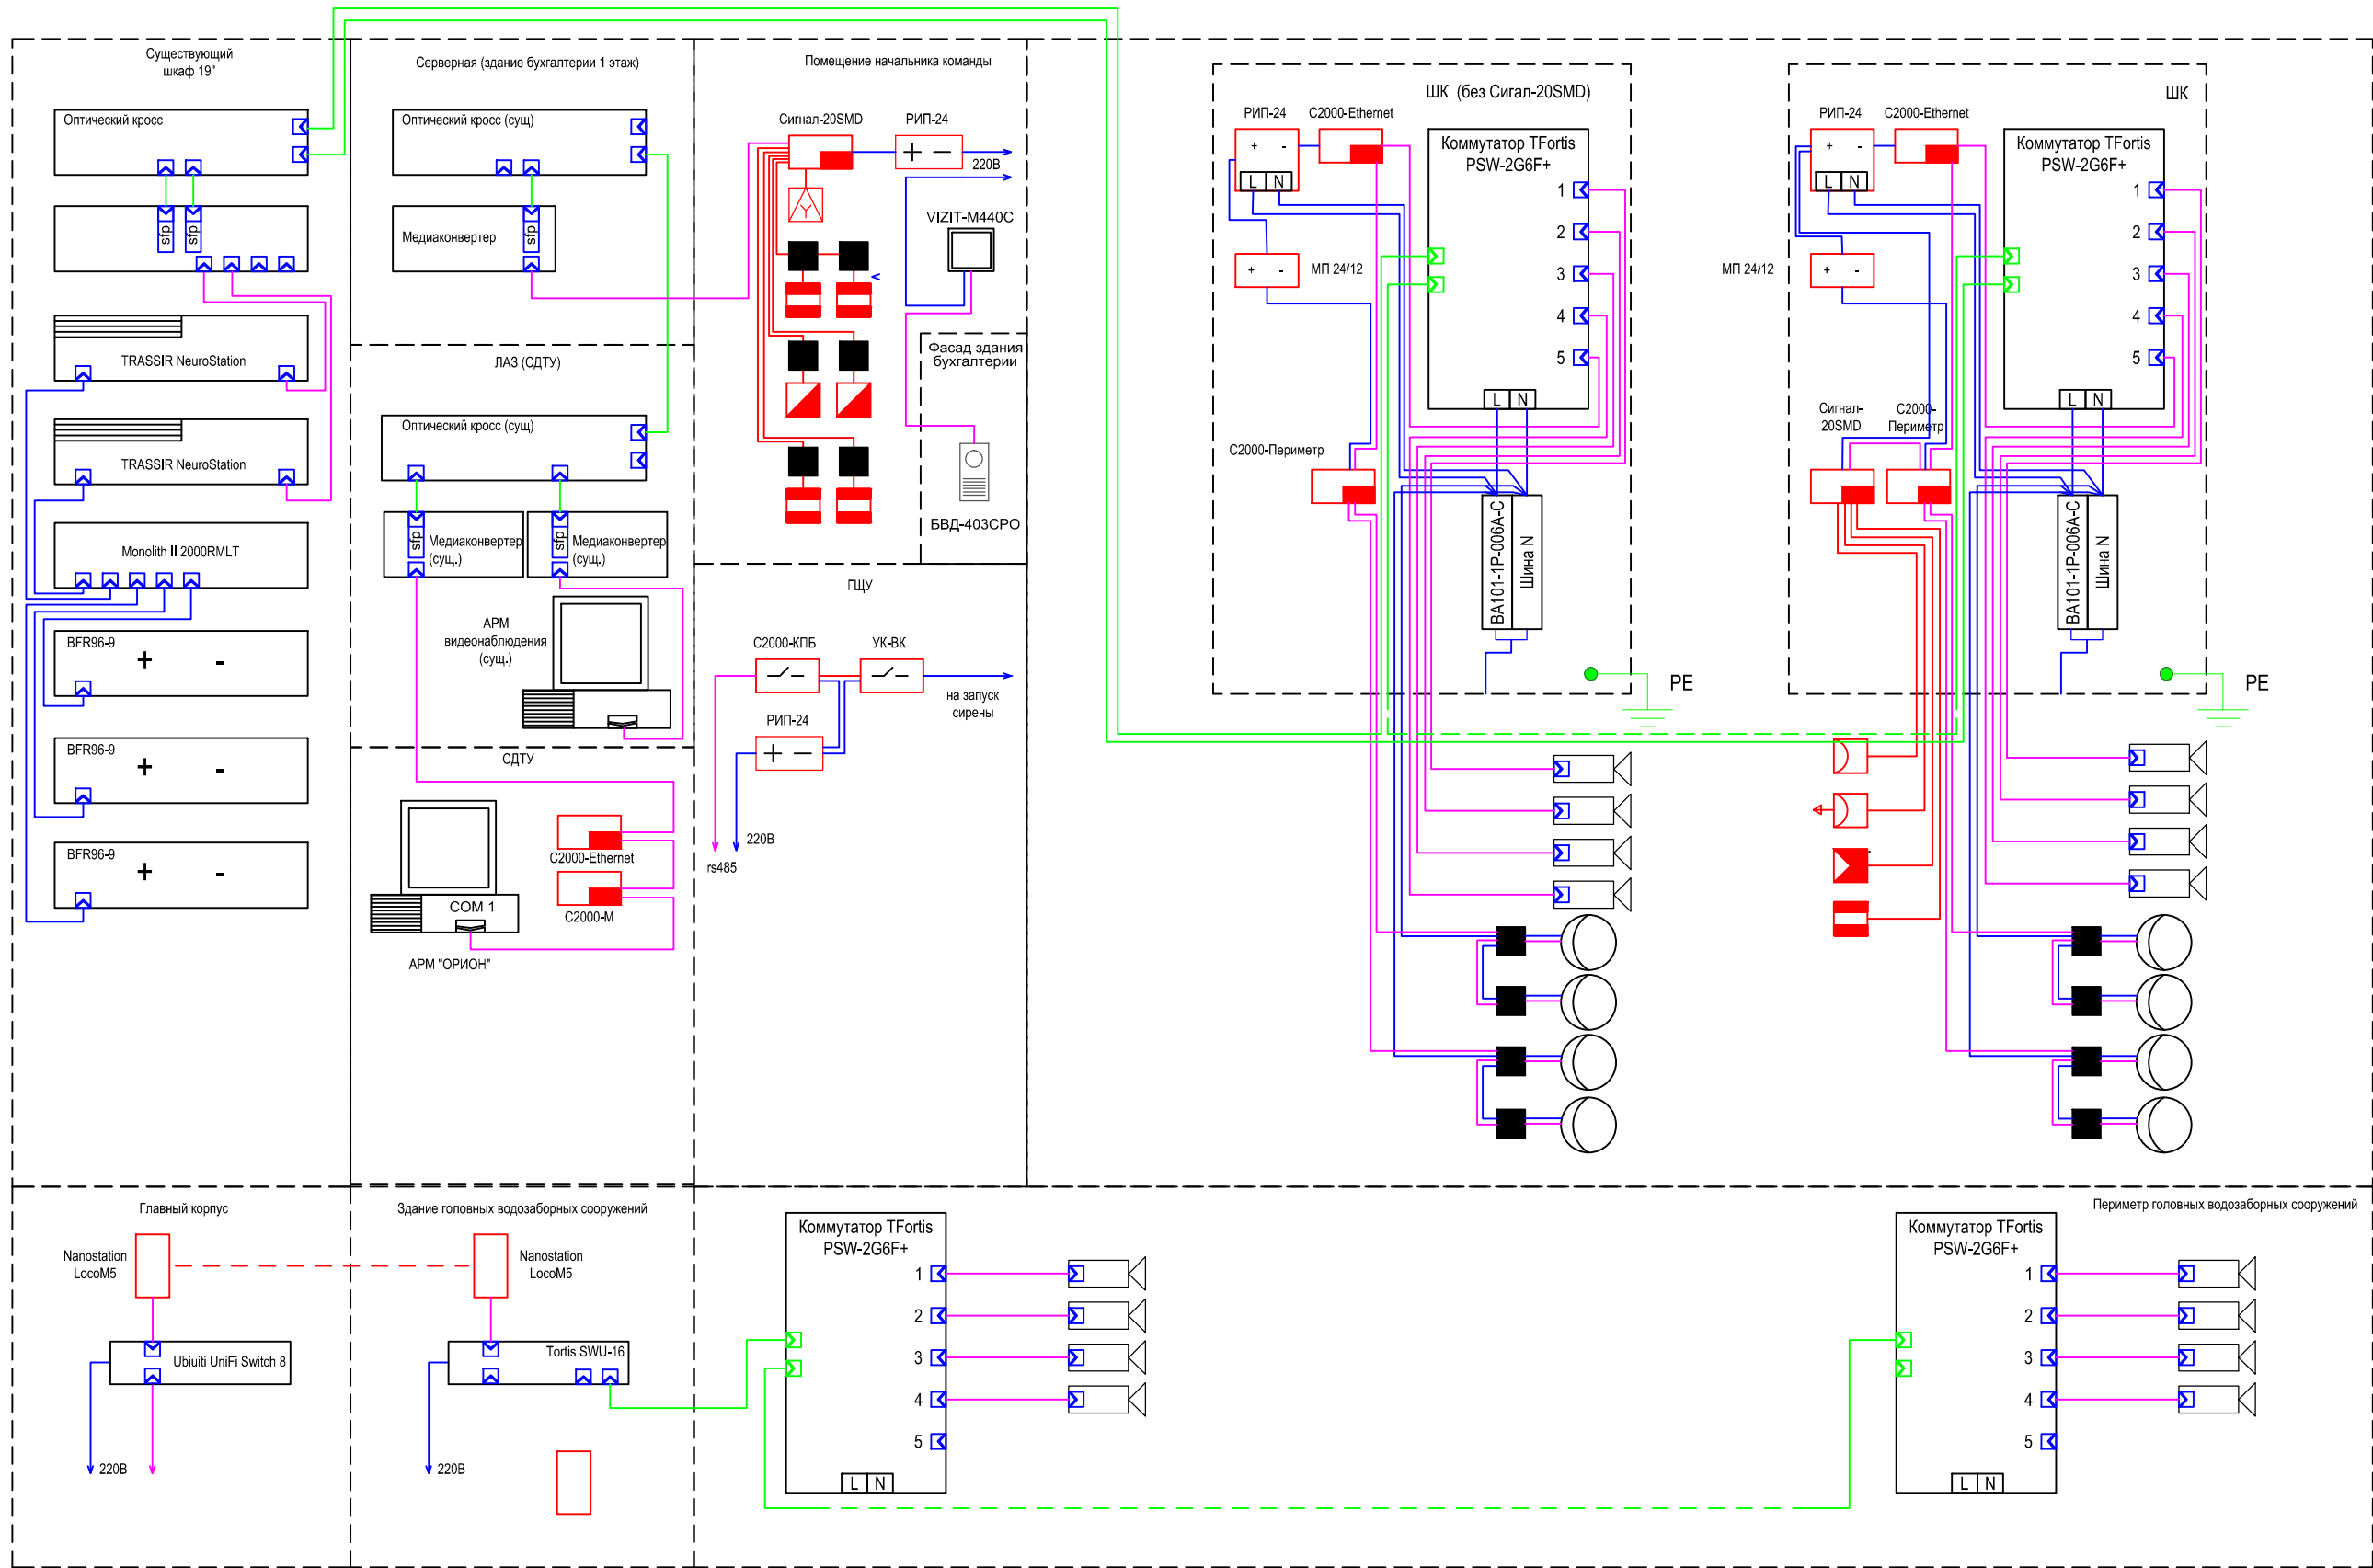 Существующий
шкаф 19"
Оптический кросс
sfp
sfp
TRASSIR NeuroStation
TRASSIR NeuroStation
Monolith II 2000RMLT
BFR96-9
+ -
BFR96-9
+ -
BFR96-9
+ -
Серверная (здание бухгалтерии 1 этаж)
Оптический кросс (сущ)
Медиаконвертер
sfp
ЛАЗ (СДТУ)
Оптический кросс (сущ)
sfp
Медиаконвертер
(сущ.)
sfp
Медиаконвертер
(сущ.)
АРМ
видеонаблюдения
(сущ.)
СДТУ
C2000-Ethernet
C2000-M
COM 1
АРМ "ОРИОН"
Помещение начальника команды
Сигнал-20SMD
РИП-24
+ -
220В
VIZIT-M440C
Фасад здания
бухгалтерии
БВД-403СРО
ГЩУ
С2000-КПБ
УК-ВК
на запуск
сирены
РИП-24
+ -
220В
rs485
ШК (без Сигал-20SMD)
РИП-24
C2000-Ethernet
+ -
L N
Коммутатор TFortis
PSW-2G6F+
1
2
3
4
5
L N
+ -
МП 24/12
С2000-Периметр
ВА101-1Р-006А-С
Шина N
PE
ШК
РИП-24
C2000-Ethernet
+ -
L N
Коммутатор TFortis
PSW-2G6F+
1
2
3
4
5
L N
МП 24/12
+ -
Сигнал-
20SMD
С2000-
Периметр
ВА101-1Р-006А-С
Шина N
PE
Главный корпус
Nanostation
LocoM5
Ubiuiti UniFi Switch 8
220В
Здание головных водозаборных сооружений
Nanostation
LocoM5
Tortis SWU-16
220В
Коммутатор TFortis
PSW-2G6F+
1
2
3
4
5
L N
Периметр головных водозаборных сооружений
Коммутатор TFortis
PSW-2G6F+
1
2
3
4
5
L N